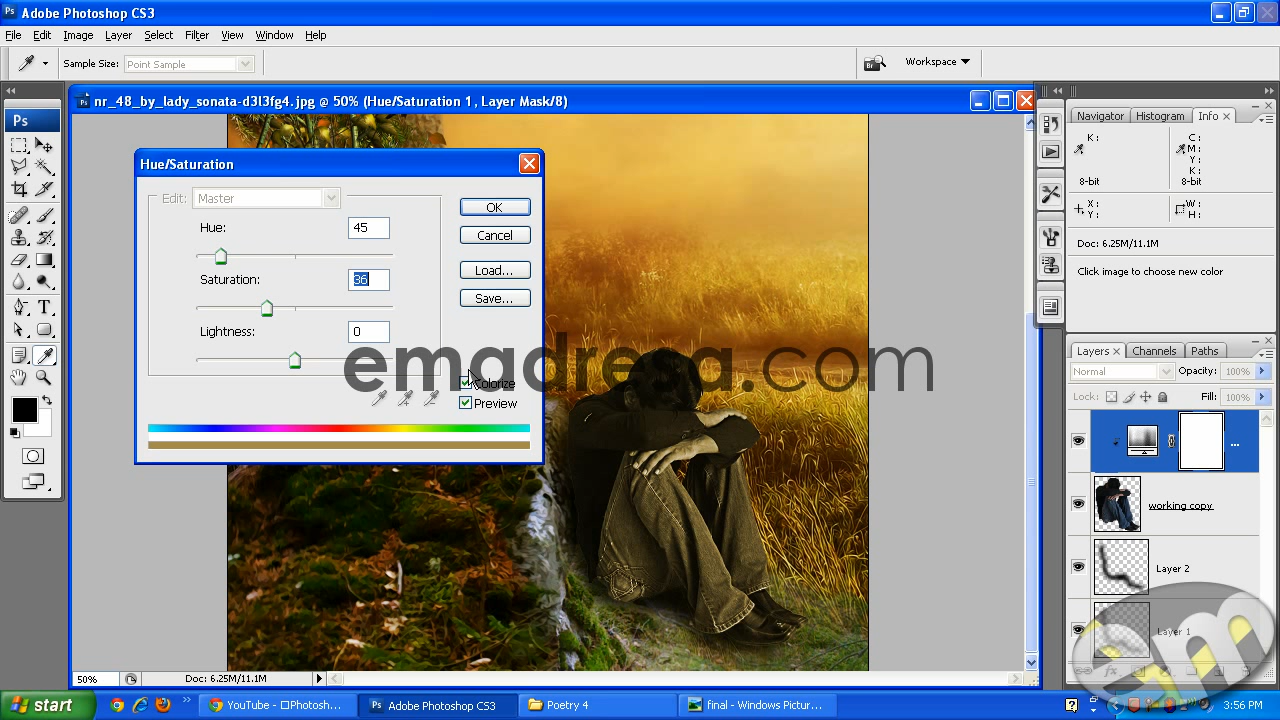 Ps Adobe Photoshop CS3
File Edit Image Layer Select Filter View Window Help
Sample Size: Point Sample
Br
Workspace
nr_48_by_lady_sonata-d3l3fg4.jpg @ 50% (Hue/Saturation 1, Layer Mask/8)
Ps
T
Hue/Saturation
Edit: Master
Hue: 45
Saturation: 36
Lightness: 0
OK
Cancel
Load...
Save...
Colorize
Preview
emadresa.com
Navigator Histogram Info x
K: C:
M:
Y:
K:
8-bit 8-bit
X: W:
Y: H:
Doc: 6.25M/11.1M
Click image to choose new color
Layers x Channels Paths
Normal Opacity: 100%
Lock: Fill: 100%
...
working copy
Layer 2
Layer 1
em
50% Doc: 6.25M/11.1M
start
YouTube - Photosh...
Ps Adobe Photoshop CS3
Poetry 4
final - Windows Pictur...
3:56 PM